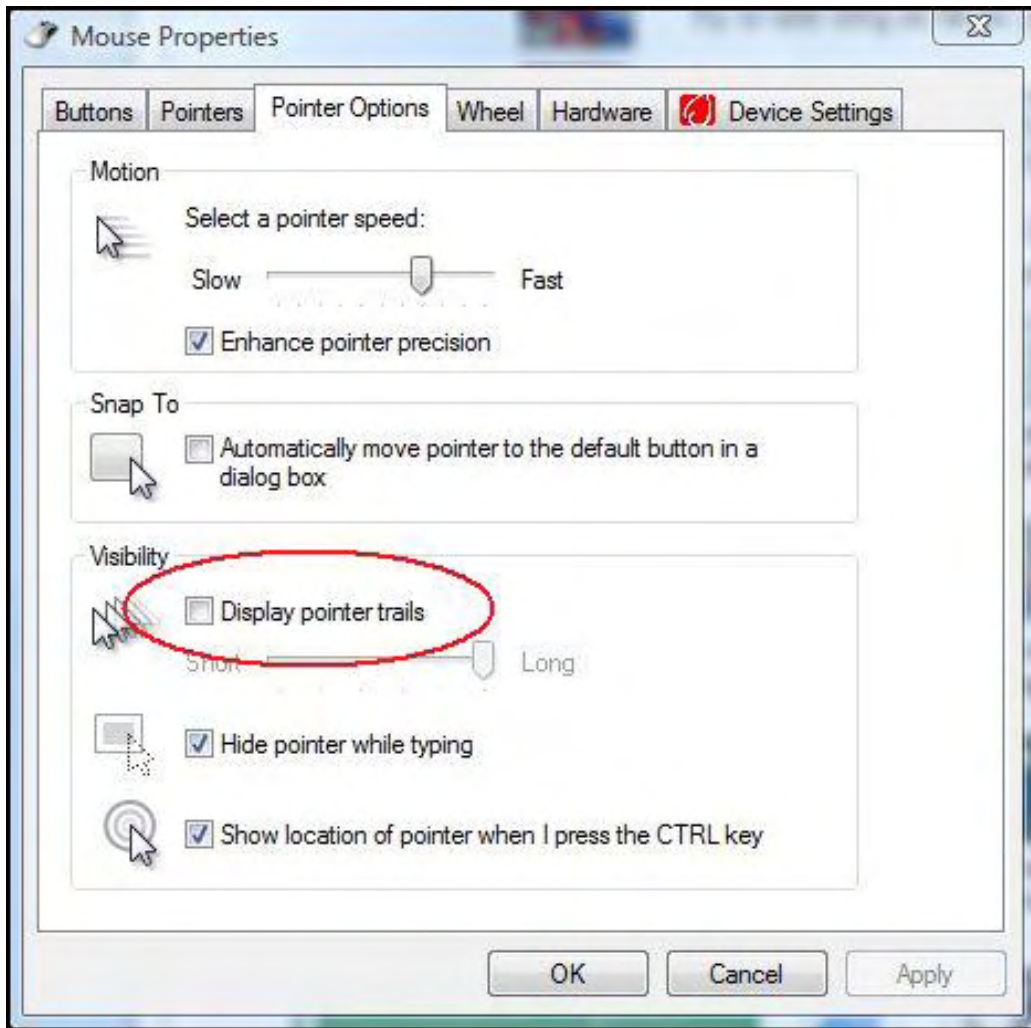 Mouse Properties
Buttons Pointers Pointer Options Wheel Hardware Device Settings
Motion
Select a pointer speed:
Slow Fast
Enhance pointer precision
Snap To
Automatically move pointer to the default button in a
dialog box
Visibility
Display pointer trails
Short Long
Hide pointer while typing
Show location of pointer when I press the CTRL key
OK Cancel Apply